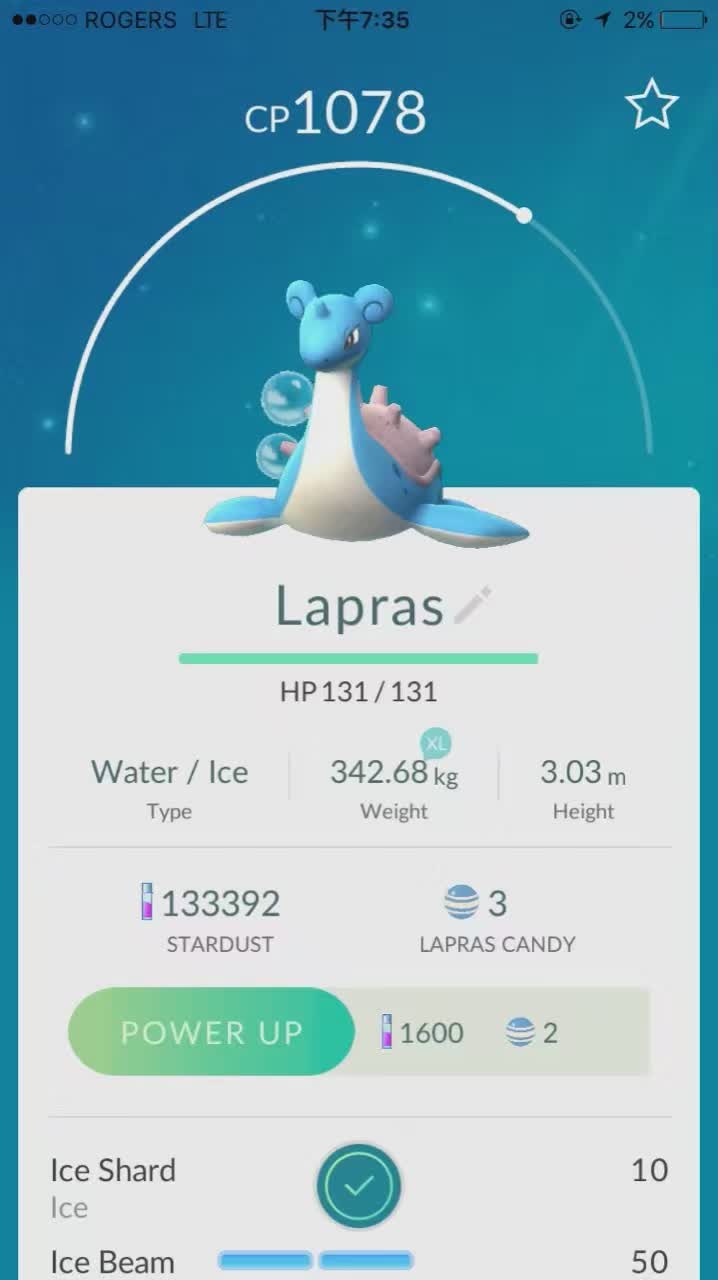 ROGERS LTE 下午7:35 2%
CP1078
Lapras
HP 131 / 131
XL
Water / Ice 342.68 kg 3.03 m
Type Weight Height
133392 3
STARDUST LAPRAS CANDY
POWER UP 1600 2
Ice Shard 10
Ice
Ice Beam 50